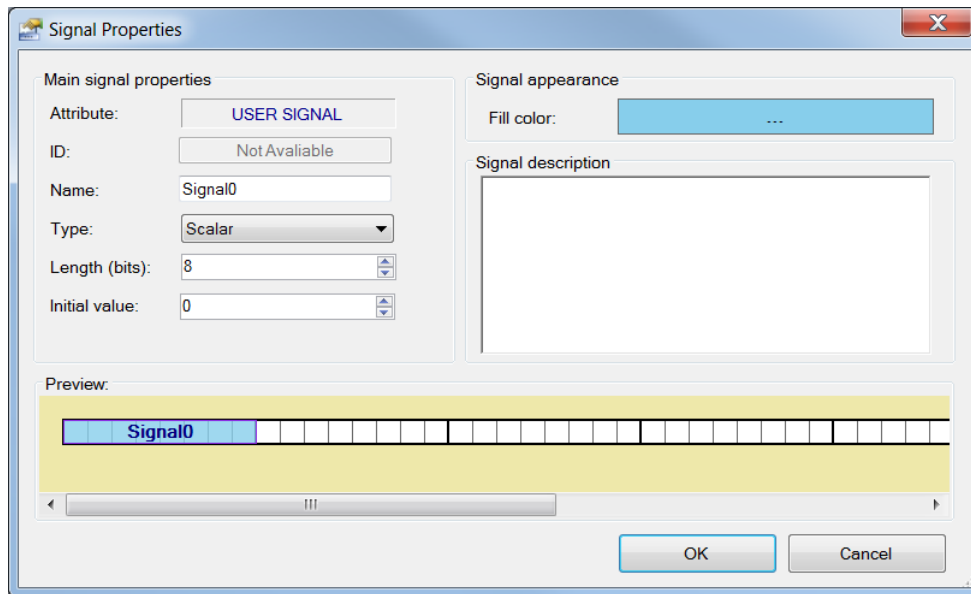 Signal Properties
Main signal properties
Attribute: USER SIGNAL
ID: Not Avaliable
Name: Signal0
Type: Scalar
Length (bits): 8
Initial value: 0
Signal appearance
Fill color: ...
Signal description
Preview:
Signal0
OK Cancel